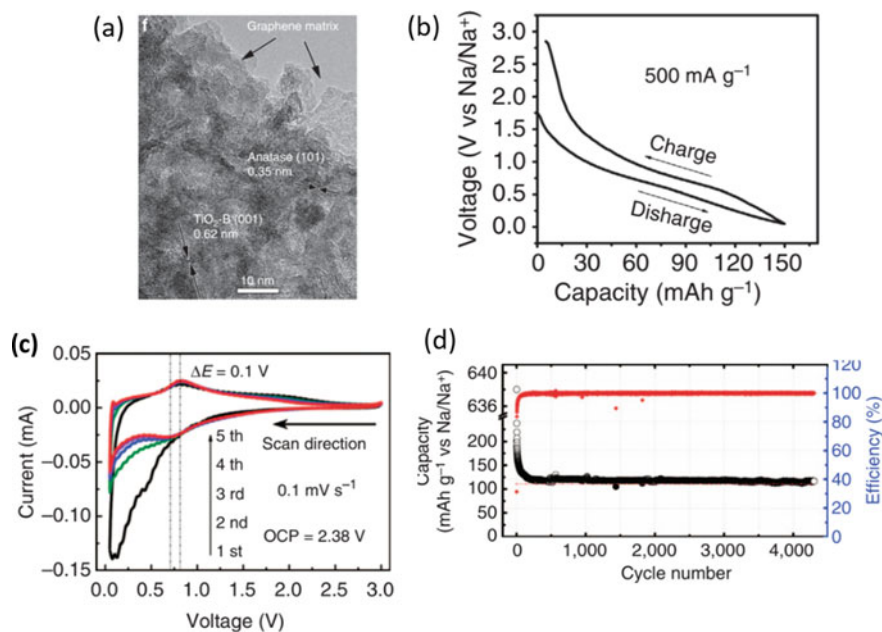 (a)
f
Graphene matrix
Anatase (101)
0.35 nm
TiO₂-B (001)
0.62 nm
10 nm
(b)
Voltage (V vs Na/Na⁺)
3.0
2.5
2.0
1.5
1.0
0.5
0.0
500 mA g⁻¹
Charge
Disharge
0 30 60 90 120 150
Capacity (mAh g⁻¹)
(c)
Current (mA)
0.05
0.00
−0.05
−0.10
−0.15
ΔE = 0.1 V
Scan direction
5 th
4 th
3 rd
2 nd
1 st
0.1 mV s⁻¹
OCP = 2.38 V
0.0 0.5 1.0 1.5 2.0 2.5 3.0
Voltage (V)
(d)
Capacity
(mAh g⁻¹ vs Na/Na⁺)
640
636
200
150
100
50
0
120
100
80
60
40
20
0
Efficiency (%)
0 1,000 2,000 3,000 4,000
Cycle number